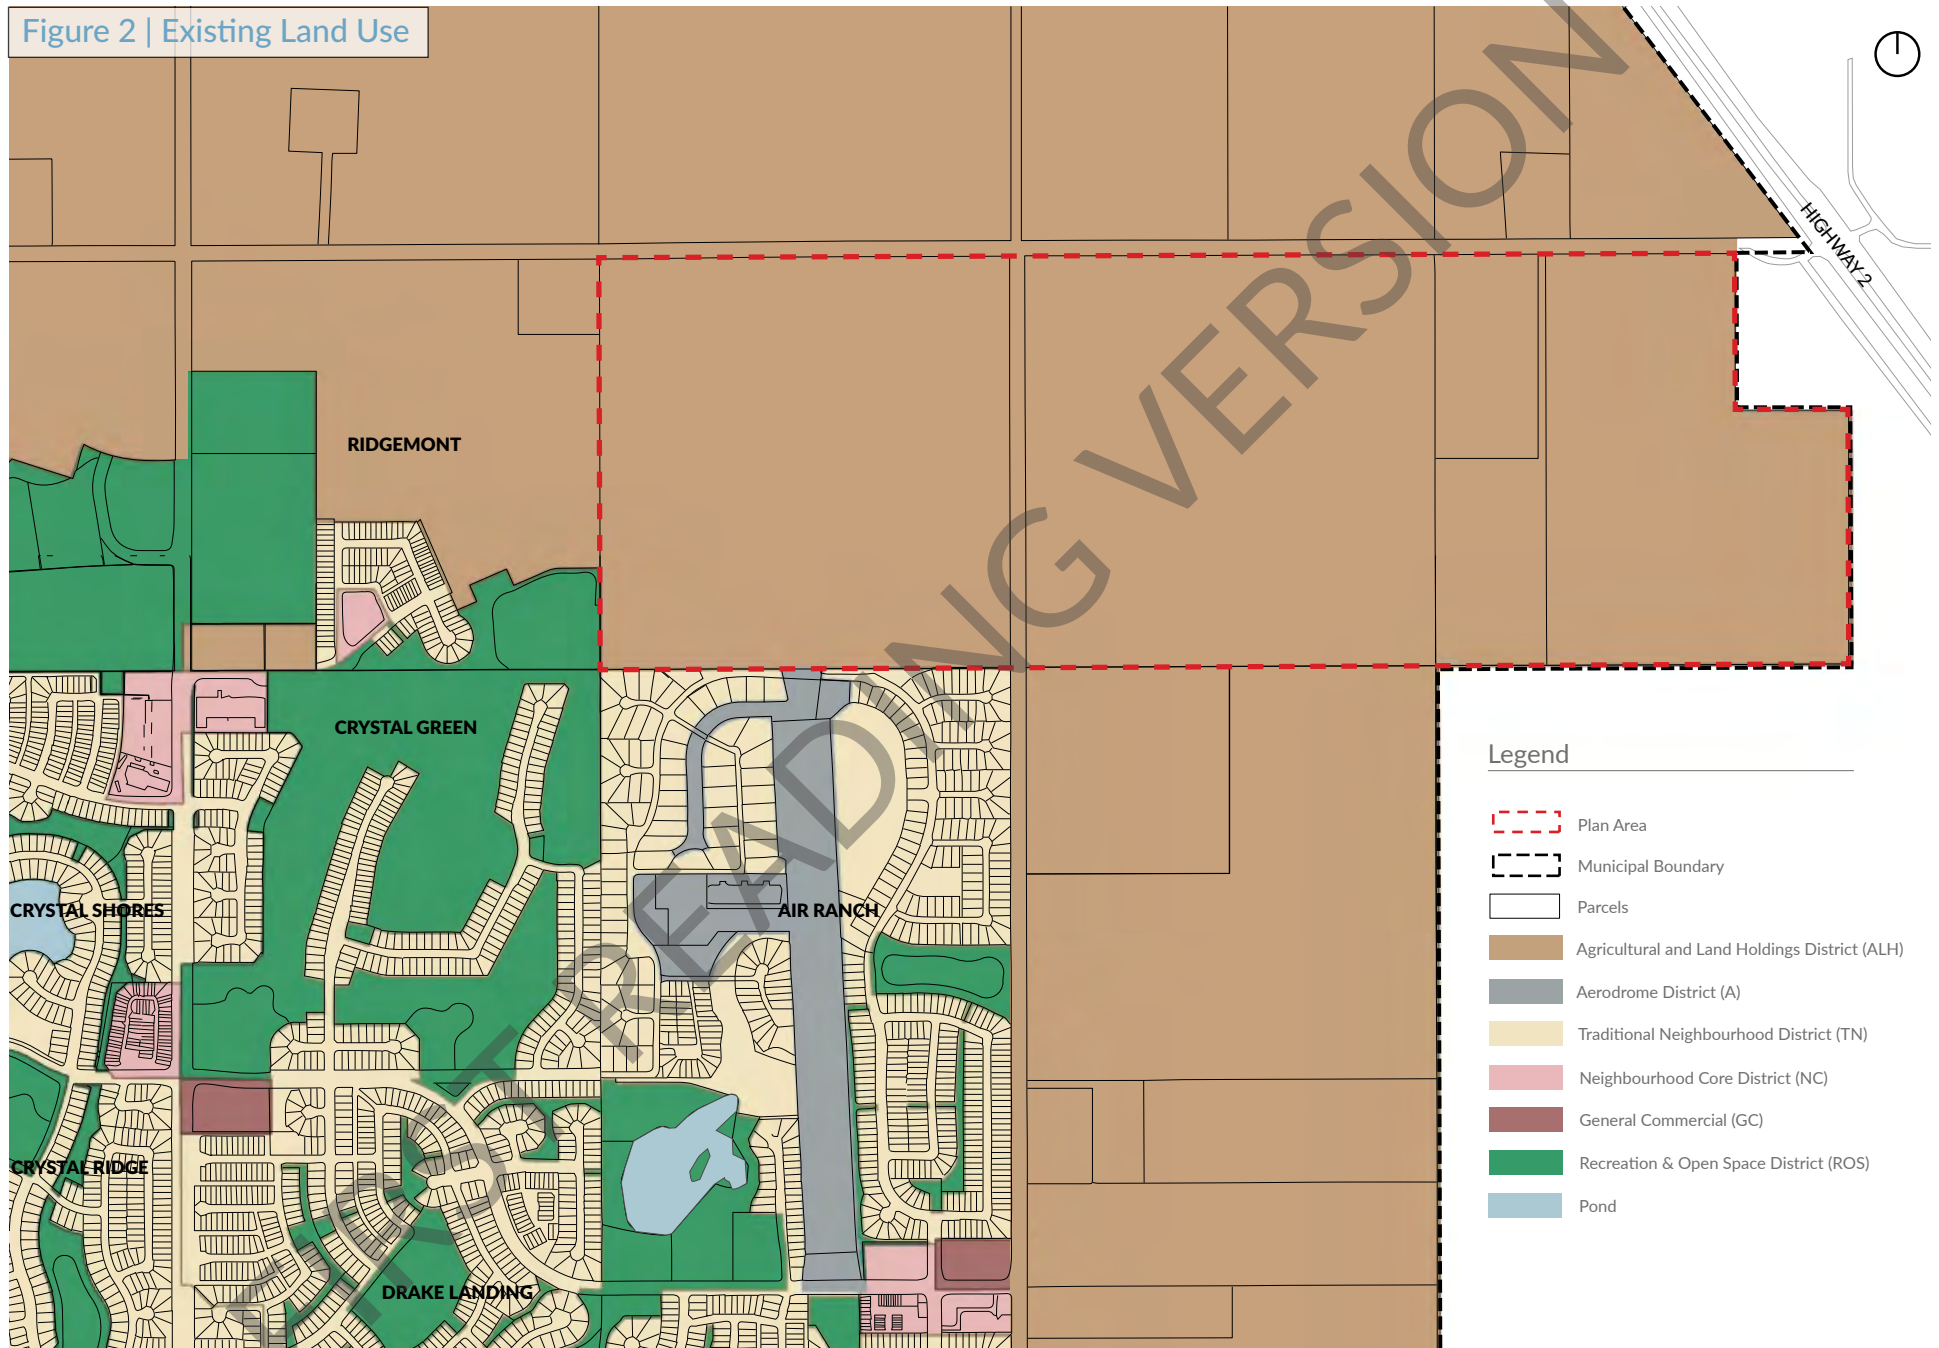 Figure 2 | Existing Land Use
HIGHWAY 2
RIDGEMONT
CRYSTAL GREEN
CRYSTAL SHORES
AIR RANCH
CRYSTAL RIDGE
DRAKE LANDING
FIRST READING VERSION
Legend
Plan Area
Municipal Boundary
Parcels
Agricultural and Land Holdings District (ALH)
Aerodrome District (A)
Traditional Neighbourhood District (TN)
Neighbourhood Core District (NC)
General Commercial (GC)
Recreation & Open Space District (ROS)
Pond